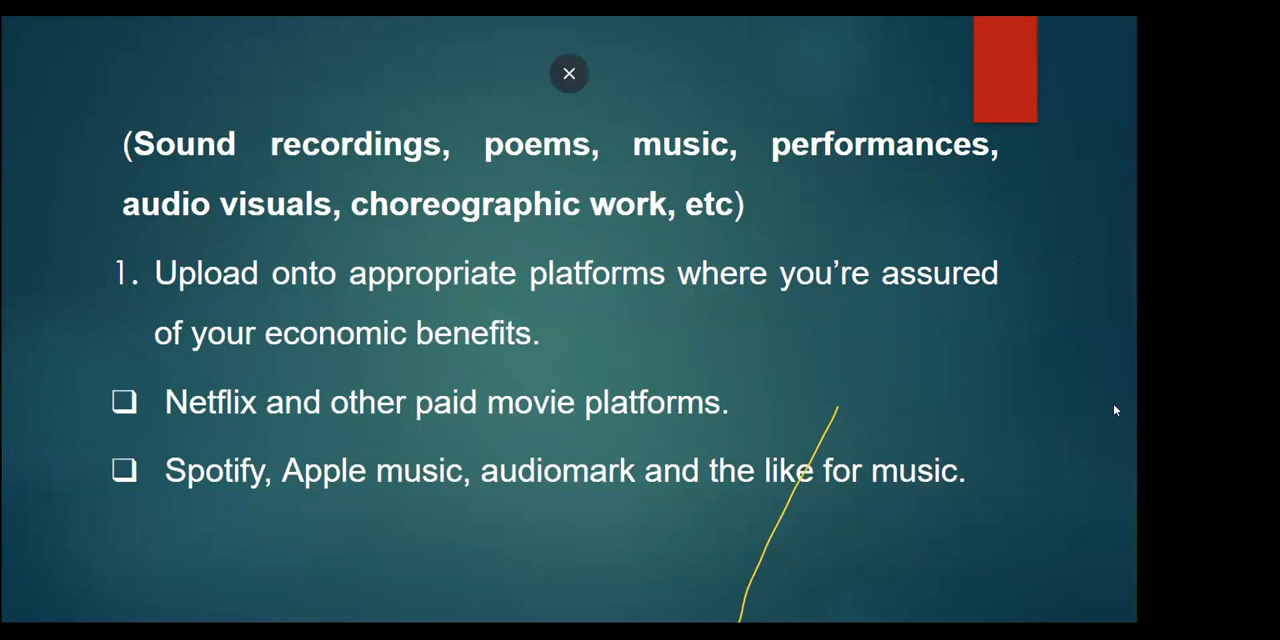 (Sound recordings, poems, music, performances,
audio visuals, choreographic work, etc)
1. Upload onto appropriate platforms where you’re assured
of your economic benefits.
❑ Netflix and other paid movie platforms.
❑ Spotify, Apple music, audiomark and the like for music.